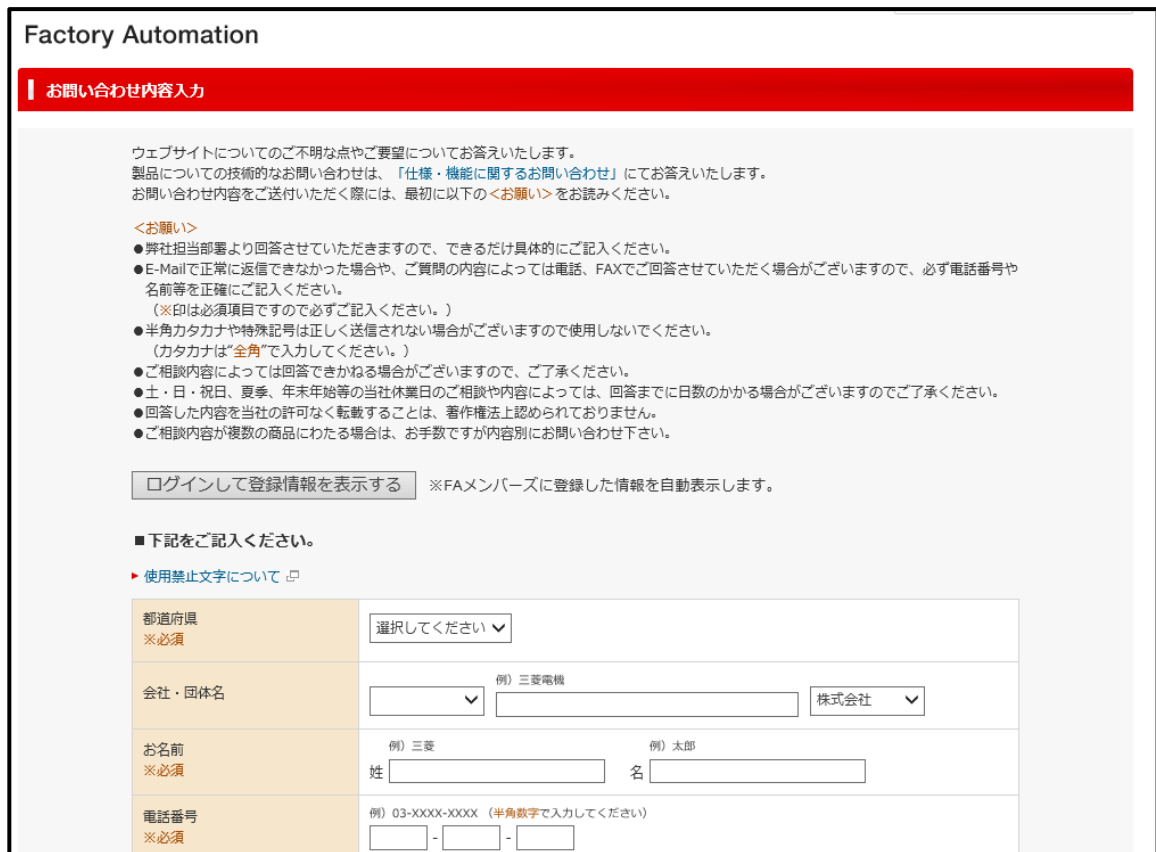 Factory Automation
お問い合わせ内容入力
ウェブサイトについてのご不明な点やご要望についてお答えいたします。
製品についての技術的なお問い合わせは、「仕様・機能に関するお問い合わせ」にてお答えいたします。
お問い合わせ内容をご送付いただく際には、最初に以下の<お願い>をお読みください。
<お願い>
●弊社担当部署より回答させていただきますので、できるだけ具体的にご記入ください。
●E-Mailで正常に返信できなかった場合や、ご質問の内容によっては電話、FAXでご回答させていただく場合がございますので、必ず電話番号や
名前等を正確にご記入ください。
（※印は必須項目ですので必ずご記入ください。）
●半角カタカナや特殊記号は正しく送信されない場合がございますので使用しないでください。
（カタカナは“全角”で入力してください。）
●ご相談内容によっては回答できかねる場合がございますので、ご了承ください。
●土・日・祝日、夏季、年末年始等の当社休業日のご相談や内容によっては、回答までに日数のかかる場合がございますのでご了承ください。
●回答した内容を当社の許可なく転載することは、著作権法上認められておりません。
●ご相談内容が複数の商品にわたる場合は、お手数ですが内容別にお問い合わせ下さい。
ログインして登録情報を表示する ※FAメンバーズに登録した情報を自動表示します。
■下記をご記入ください。
使用禁止文字について
都道府県
※必須
選択してください
会社・団体名
例）三菱電機
株式会社
お名前
※必須
例）三菱 例）太郎
姓 名
電話番号
※必須
例）03-XXXX-XXXX （半角数字で入力してください）
- -